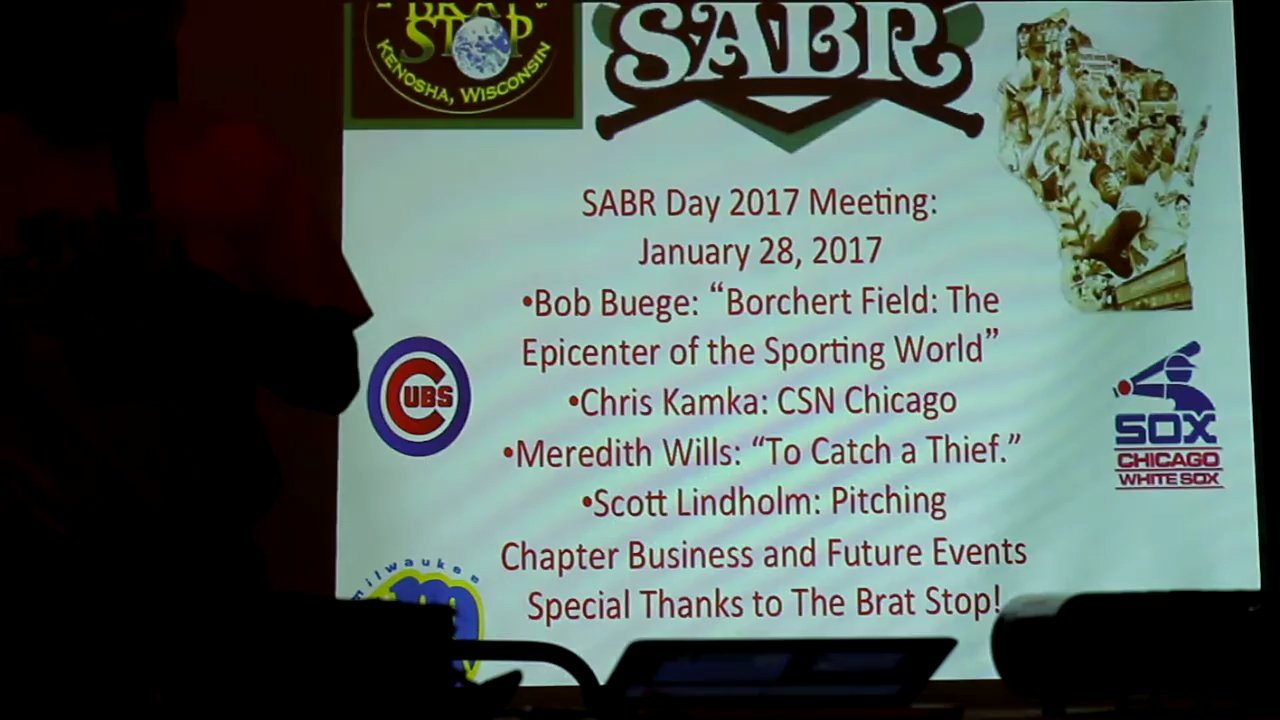 BRAT
STOP
KENOSHA, WISCONSIN
SABR
SABR Day 2017 Meeting:
January 28, 2017
•Bob Buege: “Borchert Field: The
Epicenter of the Sporting World”
•Chris Kamka: CSN Chicago
•Meredith Wills: “To Catch a Thief.”
•Scott Lindholm: Pitching
Chapter Business and Future Events
Special Thanks to The Brat Stop!
CUBS
SOX
CHICAGO
WHITE SOX
milwaukee